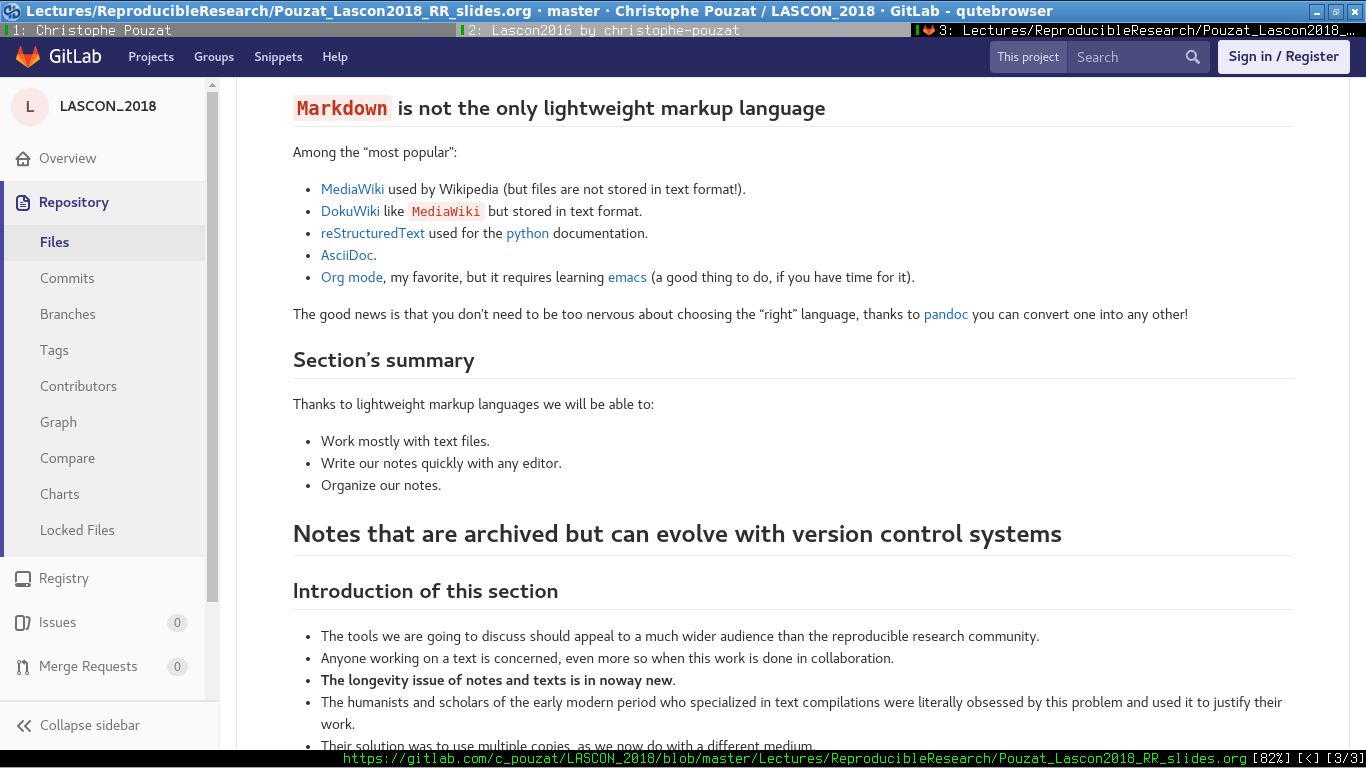 Lectures/ReproducibleResearch/Pouzat_Lascon2018_RR_slides.org · master · Christophe Pouzat / LASCON_2018 · GitLab - qutebrowser
1: Christophe Pouzat
2: Lascon2016 by christophe-pouzat
3: Lectures/ReproducibleResearch/Pouzat_Lascon2018_…
GitLab
Projects
Groups
Snippets
Help
This project
Search
Sign in / Register
L
LASCON_2018
Overview
Repository
Files
Commits
Branches
Tags
Contributors
Graph
Compare
Charts
Locked Files
Registry
Issues 0
Merge Requests 0
Collapse sidebar
Markdown is not the only lightweight markup language
Among the “most popular”:
• MediaWiki used by Wikipedia (but files are not stored in text format!).
• DokuWiki like MediaWiki but stored in text format.
• reStructuredText used for the python documentation.
• AsciiDoc.
• Org mode, my favorite, but it requires learning emacs (a good thing to do, if you have time for it).
The good news is that you don’t need to be too nervous about choosing the “right” language, thanks to pandoc you can convert one into any other!
Section’s summary
Thanks to lightweight markup languages we will be able to:
• Work mostly with text files.
• Write our notes quickly with any editor.
• Organize our notes.
Notes that are archived but can evolve with version control systems
Introduction of this section
• The tools we are going to discuss should appeal to a much wider audience than the reproducible research community.
• Anyone working on a text is concerned, even more so when this work is done in collaboration.
• The longevity issue of notes and texts is in noway new.
• The humanists and scholars of the early modern period who specialized in text compilations were literally obsessed by this problem and used it to justify their
work.
• Their solution was to use multiple copies, as we now do with a different medium.
https://gitlab.com/c_pouzat/LASCON_2018/blob/master/Lectures/ReproducibleResearch/Pouzat_Lascon2018_RR_slides.org [82%] [<] [3/3]